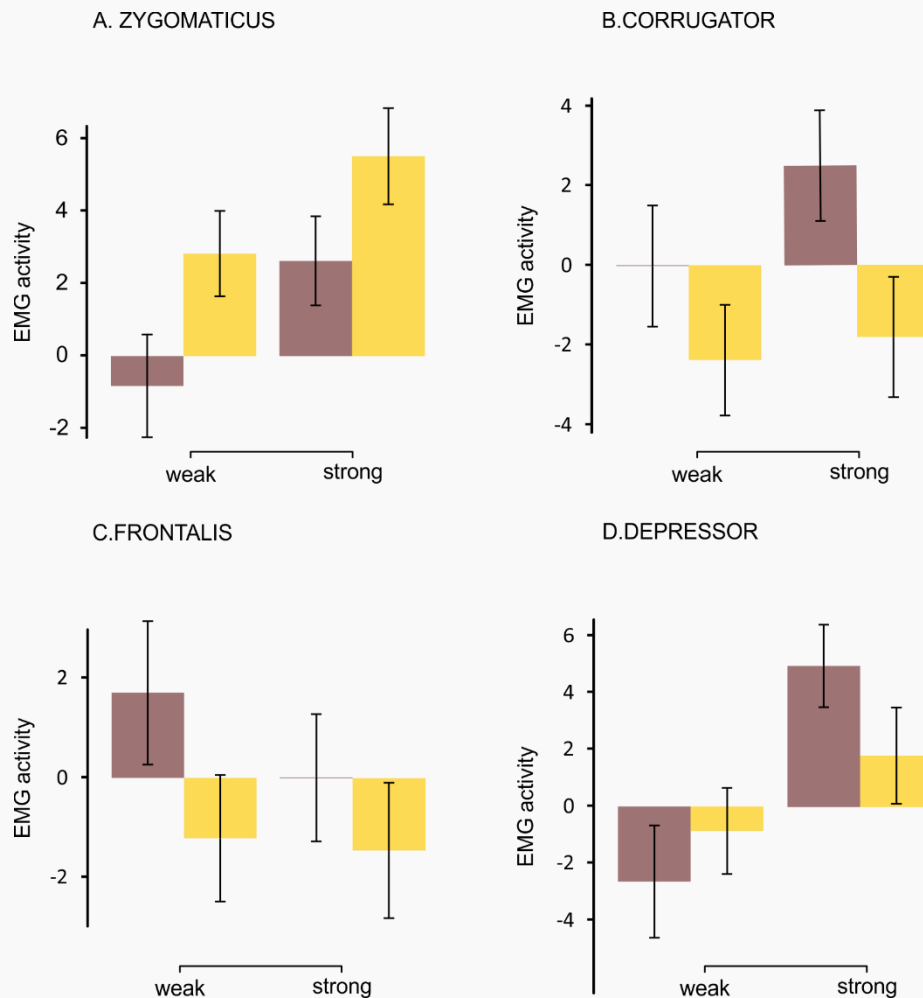 A. ZYGOMATICUS
6
4
2
0
-2
EMG activity
weak
strong
B.CORRUGATOR
4
2
0
-2
-4
EMG activity
weak
strong
C.FRONTALIS
2
0
-2
EMG activity
weak
strong
D.DEPRESSOR
6
4
2
0
-2
-4
EMG activity
weak
strong